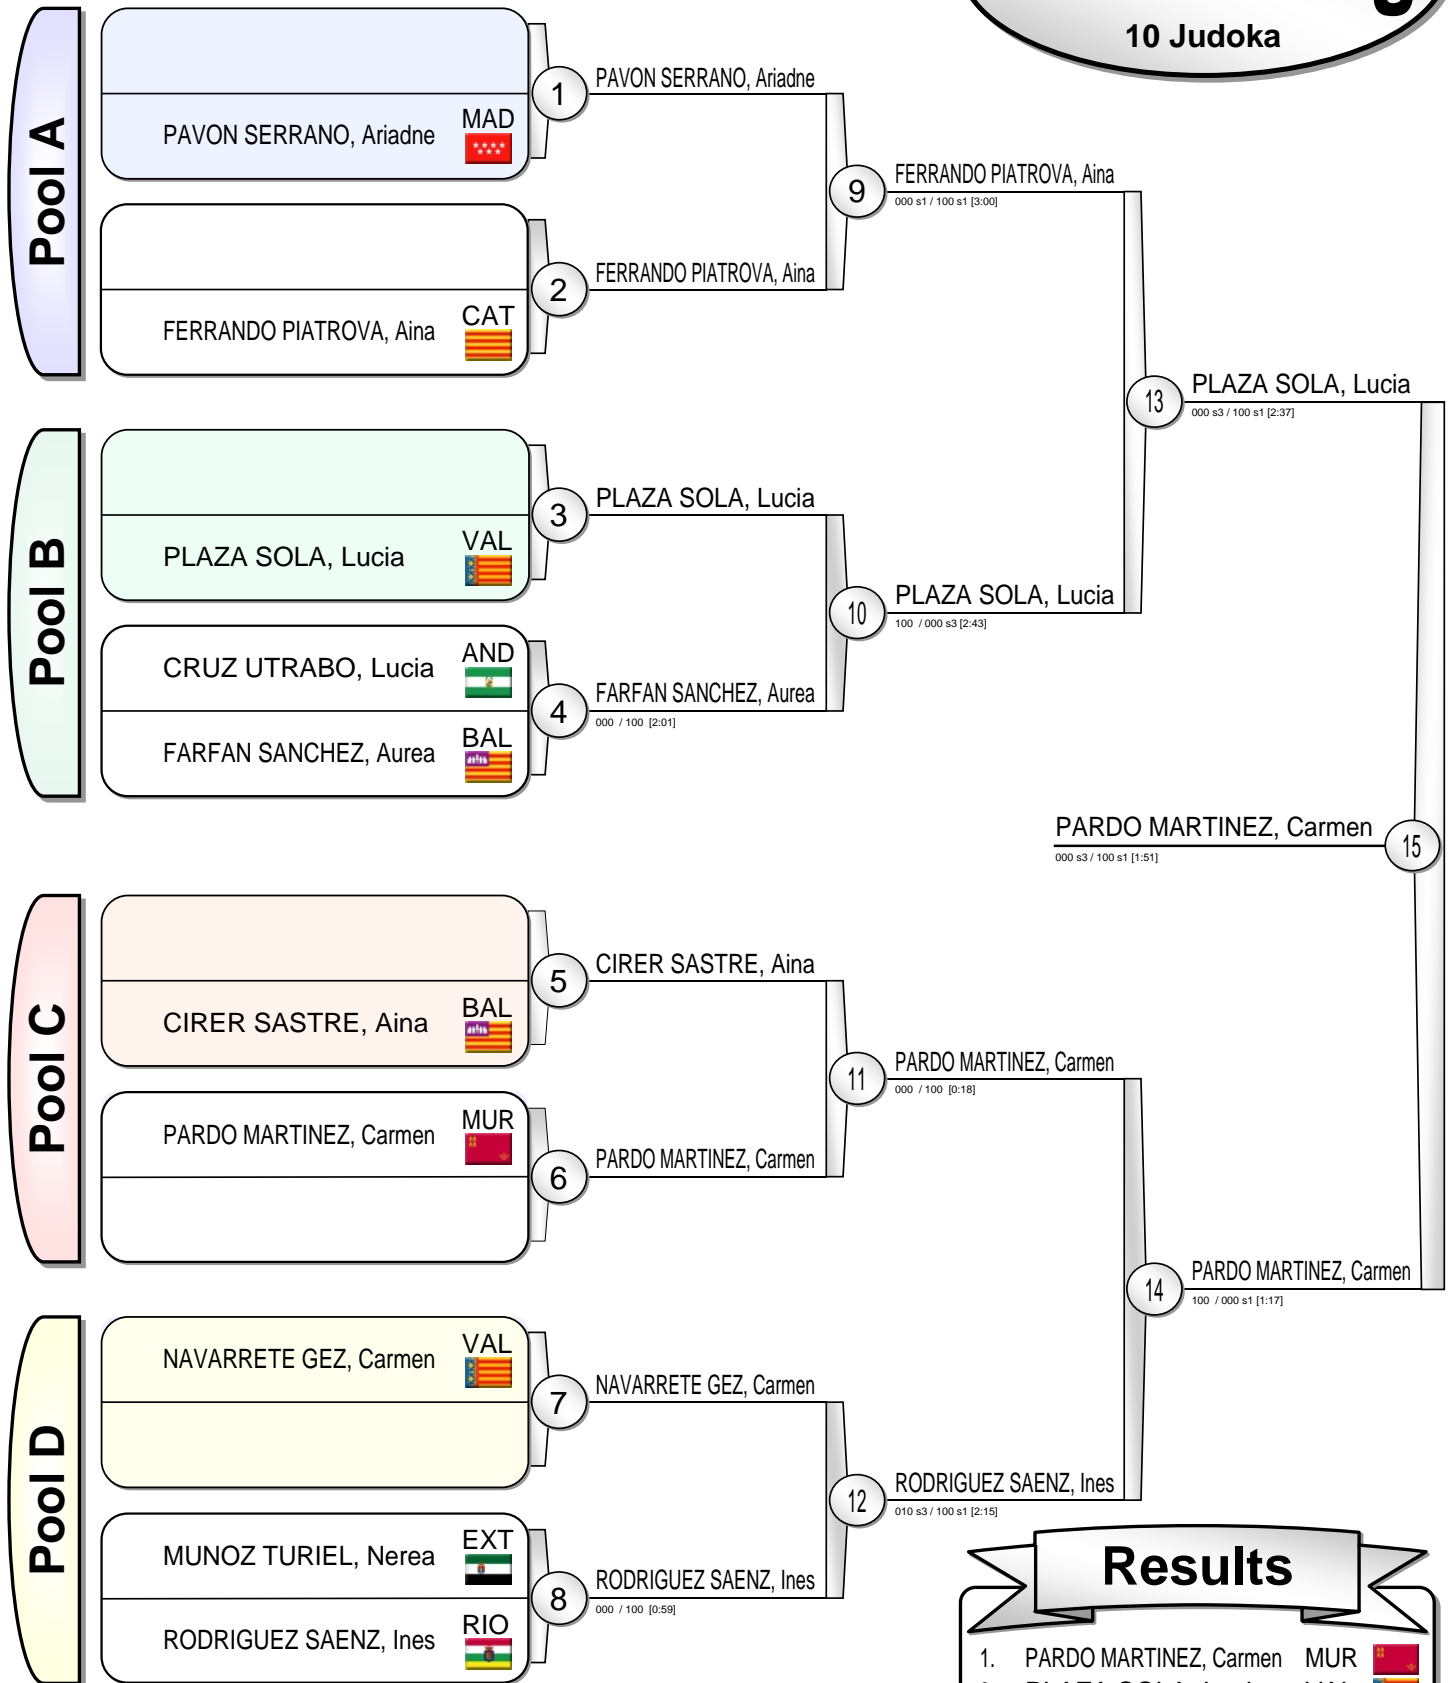 10 Judoka
Pool A
PAVON SERRANO, Ariadne MAD
FERRANDO PIATROVA, Aina CAT
1
PAVON SERRANO, Ariadne
2
FERRANDO PIATROVA, Aina
9
FERRANDO PIATROVA, Aina
000 s1 / 100 s1 [3:00]
Pool B
PLAZA SOLA, Lucia VAL
CRUZ UTRABO, Lucia AND
FARFAN SANCHEZ, Aurea BAL
3
PLAZA SOLA, Lucia
4
FARFAN SANCHEZ, Aurea
000 / 100 [2:01]
10
PLAZA SOLA, Lucia
100 / 000 s3 [2:43]
13
PLAZA SOLA, Lucia
000 s3 / 100 s1 [2:37]
PARDO MARTINEZ, Carmen
000 s3 / 100 s1 [1:51]
15
Pool C
CIRER SASTRE, Aina BAL
PARDO MARTINEZ, Carmen MUR
5
CIRER SASTRE, Aina
6
PARDO MARTINEZ, Carmen
11
PARDO MARTINEZ, Carmen
000 / 100 [0:18]
14
PARDO MARTINEZ, Carmen
100 / 000 s1 [1:17]
Pool D
NAVARRETE GEZ, Carmen VAL
MUNOZ TURIEL, Nerea EXT
RODRIGUEZ SAENZ, Ines RIO
7
NAVARRETE GEZ, Carmen
8
RODRIGUEZ SAENZ, Ines
000 / 100 [0:59]
12
RODRIGUEZ SAENZ, Ines
010 s3 / 100 s1 [2:15]
Results
1. PARDO MARTINEZ, Carmen MUR